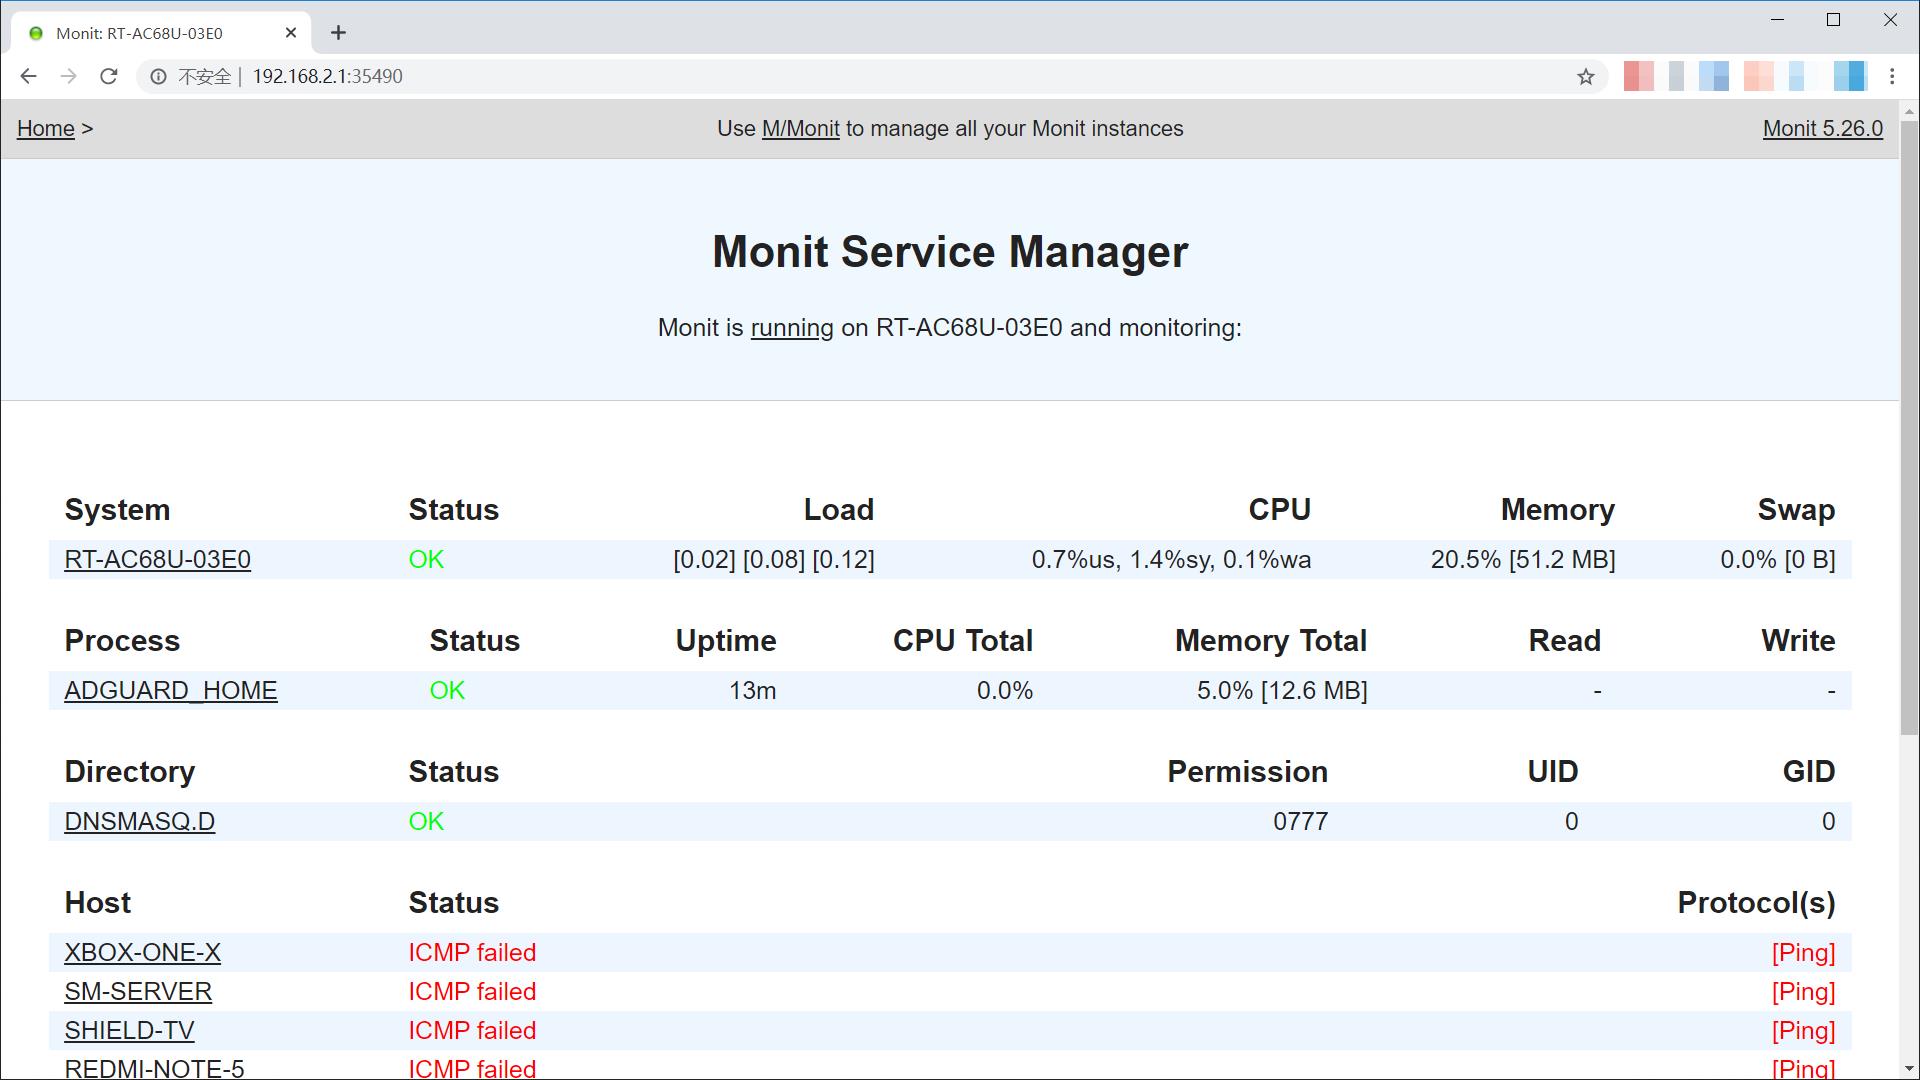 Monit: RT-AC68U-03E0
不安全 | 192.168.2.1:35490
Home > Use M/Monit to manage all your Monit instances Monit 5.26.0
Monit Service Manager
Monit is running on RT-AC68U-03E0 and monitoring:
System Status Load CPU Memory Swap
RT-AC68U-03E0 OK [0.02] [0.08] [0.12] 0.7%us, 1.4%sy, 0.1%wa 20.5% [51.2 MB] 0.0% [0 B]
Process Status Uptime CPU Total Memory Total Read Write
ADGUARD_HOME OK 13m 0.0% 5.0% [12.6 MB] - -
Directory Status Permission UID GID
DNSMASQ.D OK 0777 0 0
Host Status Protocol(s)
XBOX-ONE-X ICMP failed [Ping]
SM-SERVER ICMP failed [Ping]
SHIELD-TV ICMP failed [Ping]
REDMI-NOTE-5 ICMP failed [Ping]